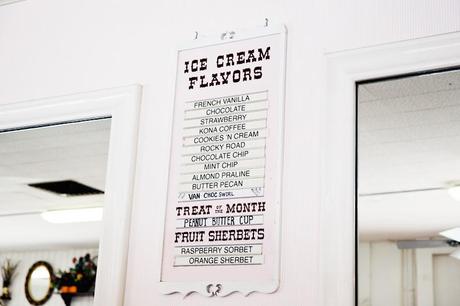 ICE CREAM
FLAVORS
FRENCH VANILLA
CHOCOLATE
STRAWBERRY
KONA COFFEE
COOKIES 'N CREAM
ROCKY ROAD
CHOCOLATE CHIP
MINT CHIP
ALMOND PRALINE
BUTTER PECAN
VAN CHOC SWIRL
TREAT OF THE MONTH
PEANUT BUTTER CUP
FRUIT SHERBETS
RASPBERRY SORBET
ORANGE SHERBET